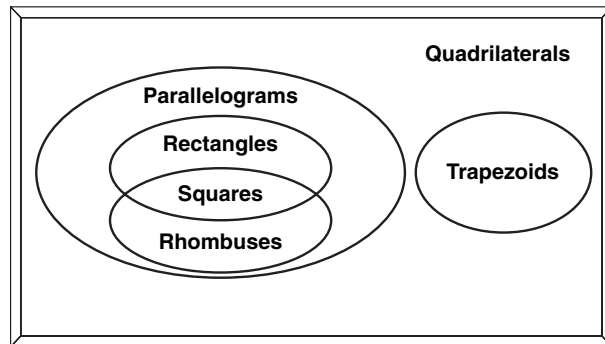 Quadrilaterals
Parallelograms
Rectangles
Squares
Rhombuses
Trapezoids